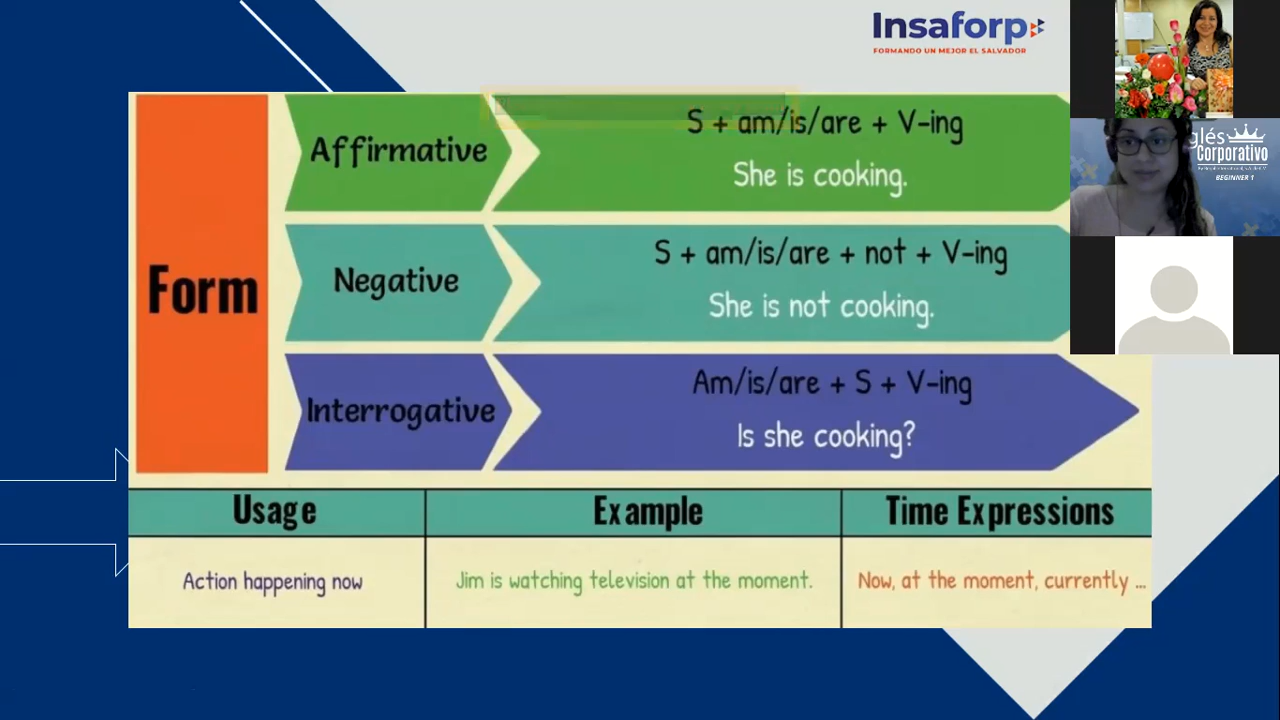 Insaforp
FORMANDO UN MEJOR EL SALVADOR
Form
Affirmative
S + am/is/are + V-ing
She is cooking.
Negative
S + am/is/are + not + V-ing
She is not cooking.
Interrogative
Am/is/are + S + V-ing
Is she cooking?
Usage
Example
Time Expressions
Action happening now
Jim is watching television at the moment.
Now, at the moment, currently ...
glés
Corporativo
BEGINNER 1